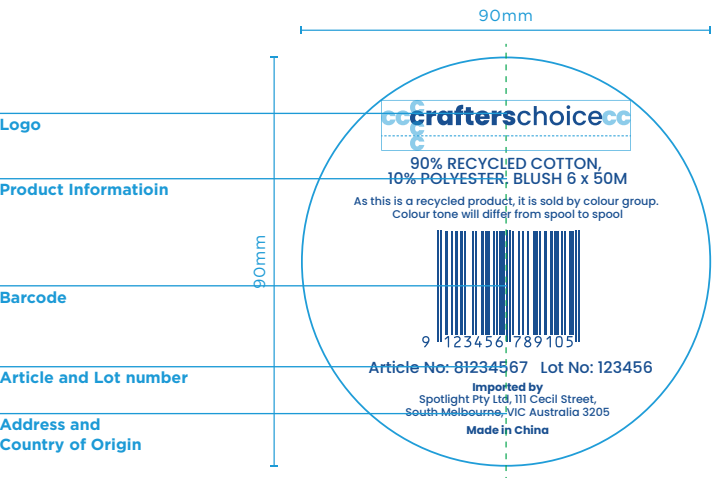 90mm
cc crafterschoice cc
c
c
c
Logo
90% RECYCLED COTTON,
10% POLYESTER, BLUSH 6 x 50M
Product Informatioin
As this is a recycled product, it is sold by colour group.
Colour tone will differ from spool to spool
90mm
Barcode
9 123456 789105
Article No: 81234567 Lot No: 123456
Article and Lot number
Imported by
Spotlight Pty Ltd, 111 Cecil Street,
South Melbourne, VIC Australia 3205
Address and
Country of Origin
Made in China